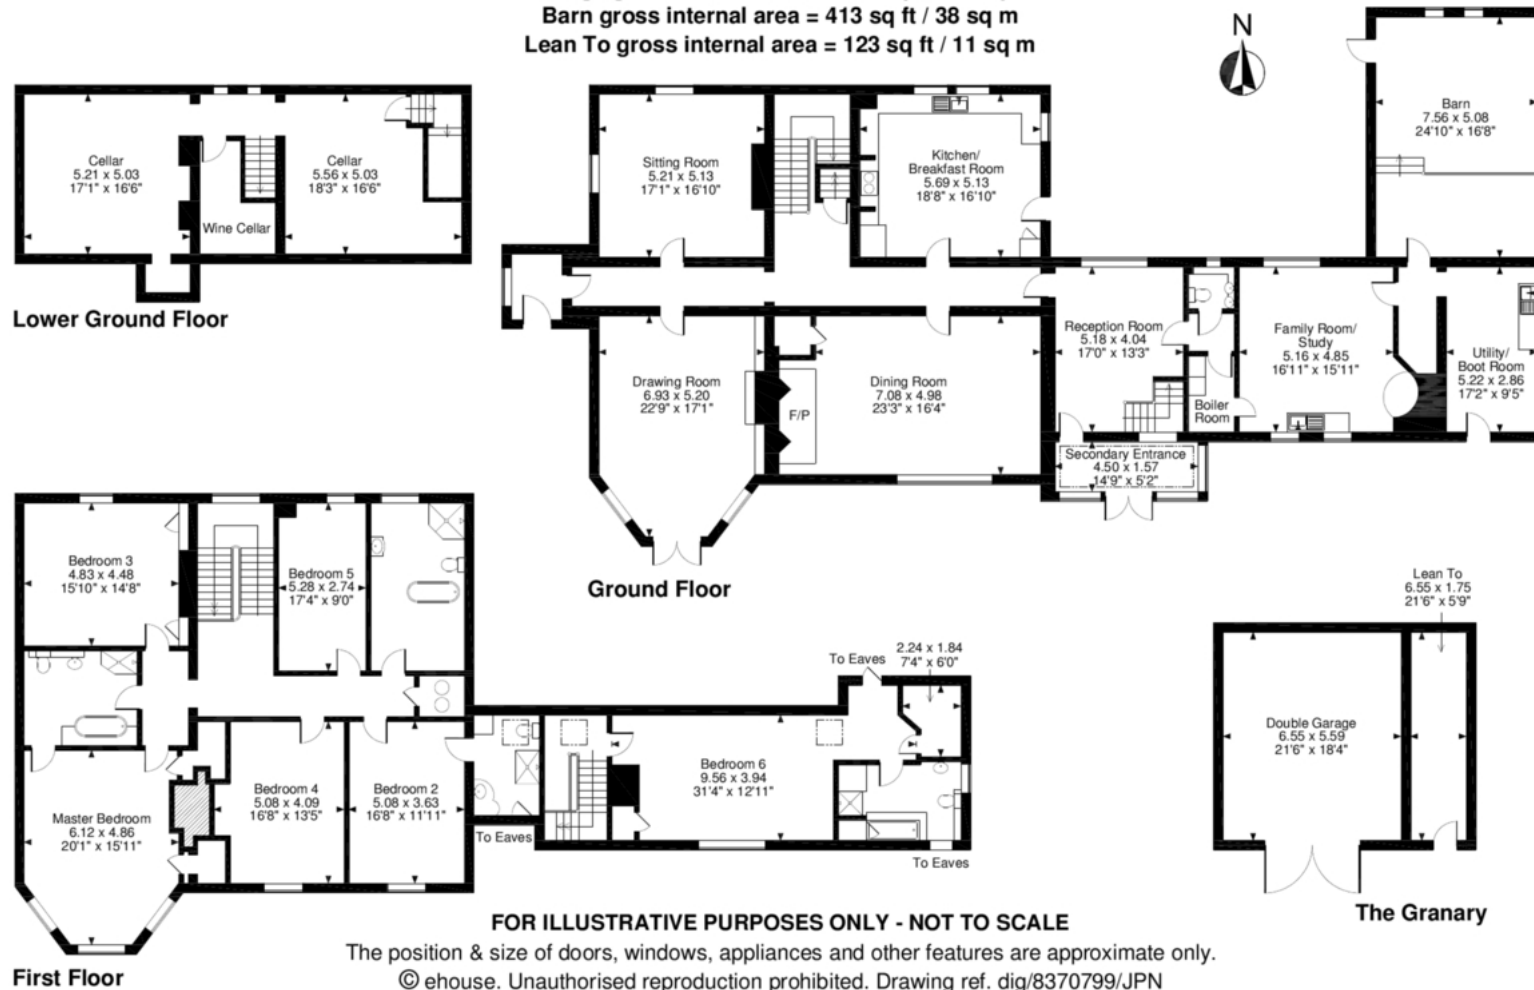 Barn gross internal area = 413 sq ft / 38 sq m
Lean To gross internal area = 123 sq ft / 11 sq m
N
Cellar
5.21 x 5.03
17'1" x 16'6"
Cellar
5.56 x 5.03
18'3" x 16'6"
Wine Cellar
Lower Ground Floor
Sitting Room
5.21 x 5.13
17'1" x 16'10"
Kitchen/
Breakfast Room
5.69 x 5.13
18'8" x 16'10"
Barn
7.56 x 5.08
24'10" x 16'8"
Drawing Room
6.93 x 5.20
22'9" x 17'1"
F/P
Dining Room
7.08 x 4.98
23'3" x 16'4"
Reception Room
5.18 x 4.04
17'0" x 13'3"
Boiler
Room
Family Room/
Study
5.16 x 4.85
16'11" x 15'11"
Utility/
Boot Room
5.22 x 2.86
17'2" x 9'5"
Secondary Entrance
4.50 x 1.57
14'9" x 5'2"
Ground Floor
Bedroom 3
4.83 x 4.48
15'10" x 14'8"
Bedroom 5
5.28 x 2.74
17'4" x 9'0"
Master Bedroom
6.12 x 4.86
20'1" x 15'11"
Bedroom 4
5.08 x 4.09
16'8" x 13'5"
Bedroom 2
5.08 x 3.63
16'8" x 11'11"
To Eaves
Bedroom 6
9.56 x 3.94
31'4" x 12'11"
To Eaves
2.24 x 1.84
7'4" x 6'0"
To Eaves
First Floor
Lean To
6.55 x 1.75
21'6" x 5'9"
Double Garage
6.55 x 5.59
21'6" x 18'4"
The Granary
FOR ILLUSTRATIVE PURPOSES ONLY - NOT TO SCALE
The position & size of doors, windows, appliances and other features are approximate only.
© ehouse. Unauthorised reproduction prohibited. Drawing ref. dig/8370799/JPN